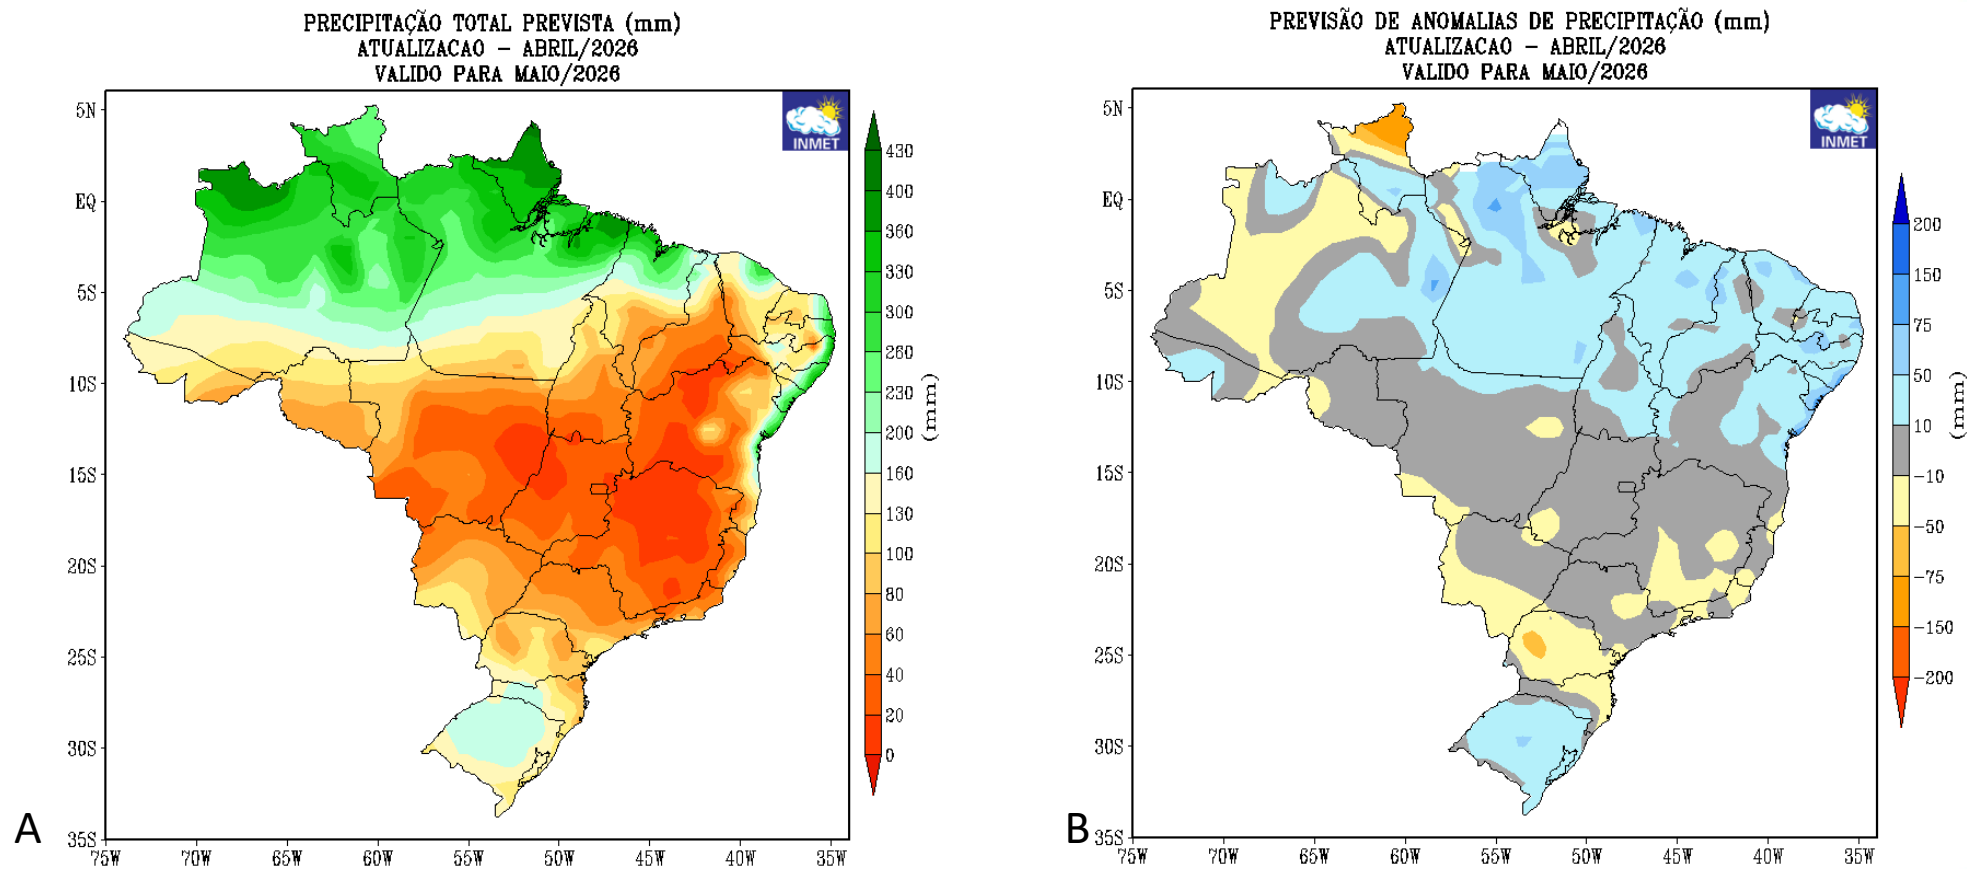 PRECIPITAÇÃO TOTAL PREVISTA (mm)
ATUALIZACAO - ABRIL/2026
VALIDO PARA MAIO/2026
INMET
5N
EQ
5S
10S
15S
20S
25S
30S
35S
75W
70W
65W
60W
55W
50W
45W
40W
35W
430
400
360
330
300
260
230
200
160
130
100
80
60
40
20
0
(mm)
A
PREVISÃO DE ANOMALIAS DE PRECIPITAÇÃO (mm)
ATUALIZACAO - ABRIL/2026
VALIDO PARA MAIO/2026
INMET
5N
EQ
5S
10S
15S
20S
25S
30S
35S
75W
70W
65W
60W
55W
50W
45W
40W
35W
200
150
75
50
10
-10
-50
-75
-150
-200
(mm)
B